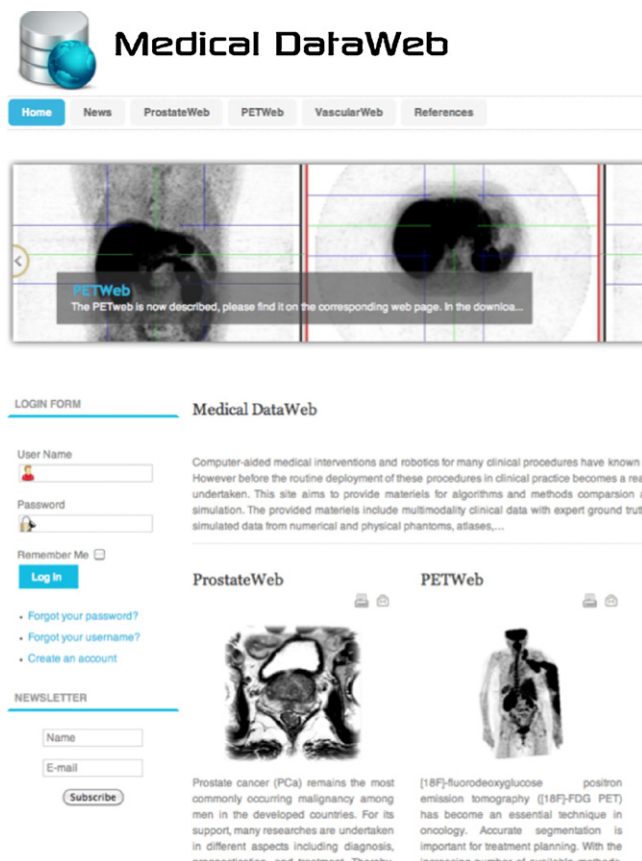 Medical DataWeb
Home News ProstateWeb PETWeb VascularWeb References
PETWeb
The PETweb is now described, please find it on the corresponding web page. In the downloa...
LOGIN FORM
User Name
Password
Remember Me
Log in
Forgot your password?
Forgot your username?
Create an account
NEWSLETTER
Name
E-mail
Subscribe
Medical DataWeb
Computer-aided medical interventions and robotics for many clinical procedures have known
However before the routine deployment of these procedures in clinical practice becomes a rea
undertaken. This site aims to provide materiels for algorithms and methods comparsion a
simulation. The provided materiels include multimodality clinical data with expert ground trut
simulated data from numerical and physical phantoms, atlases,...
ProstateWeb
Prostate cancer (PCa) remains the most
commonly occurring malignancy among
men in the developed countries. For its
support, many researches are undertaken
in different aspects including diagnosis,
PETWeb
[18F]-fluorodeoxyglucose positron
emission tomography ([18F]-FDG PET)
has become an essential technique in
oncology. Accurate segmentation is
important for treatment planning. With the